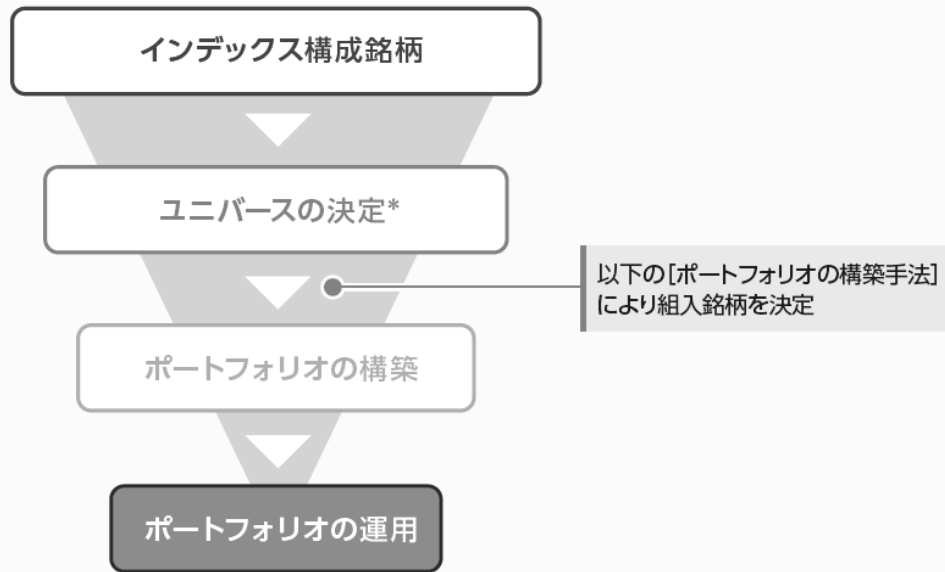 インデックス構成銘柄
ユニバースの決定*
以下の[ポートフォリオの構築手法]
により組入銘柄を決定
ポートフォリオの構築
ポートフォリオの運用